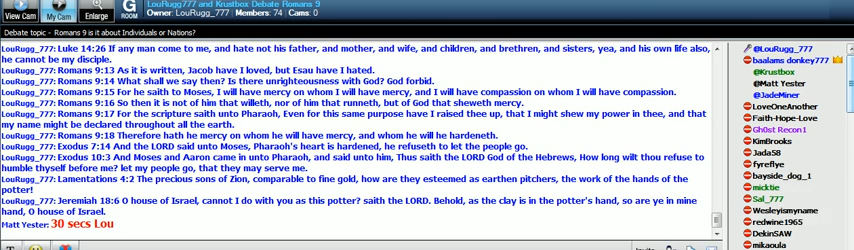 LouRugg777 and Krustbox Debate Romans 9
Owner: LouRugg_777 | Members: 74 | Cams: 0
View Cam
My Cam
Enlarge
G
ROOM
Debate topic - Romans 9 is it about Individuals or Nations?
LouRugg_777: Luke 14:26 If any man come to me, and hate not his father, and mother, and wife, and children, and brethren, and sisters, yea, and his own life also,
he cannot be my disciple.
LouRugg_777: Romans 9:13 As it is written, Jacob have I loved, but Esau have I hated.
LouRugg_777: Romans 9:14 What shall we say then? Is there unrighteousness with God? God forbid.
LouRugg_777: Romans 9:15 For he saith to Moses, I will have mercy on whom I will have mercy, and I will have compassion on whom I will have compassion.
LouRugg_777: Romans 9:16 So then it is not of him that willeth, nor of him that runneth, but of God that sheweth mercy.
LouRugg_777: Romans 9:17 For the scripture saith unto Pharaoh, Even for this same purpose have I raised thee up, that I might shew my power in thee, and that
my name might be declared throughout all the earth.
LouRugg_777: Romans 9:18 Therefore hath he mercy on whom he will have mercy, and whom he will he hardeneth.
LouRugg_777: Exodus 7:14 And the LORD said unto Moses, Pharaoh's heart is hardened, he refuseth to let the people go.
LouRugg_777: Exodus 10:3 And Moses and Aaron came in unto Pharaoh, and said unto him, Thus saith the LORD God of the Hebrews, How long wilt thou refuse to
humble thyself before me? let my people go, that they may serve me.
LouRugg_777: Lamentations 4:2 The precious sons of Zion, comparable to fine gold, how are they esteemed as earthen pitchers, the work of the hands of the
potter!
LouRugg_777: Jeremiah 18:6 O house of Israel, cannot I do with you as this potter? saith the LORD. Behold, as the clay is in the potter's hand, so are ye in mine
hand, O house of Israel.
Matt Yester: 30 secs Lou
@LouRugg_777
baalams donkey777
@Krustbox
@Matt Yester
@JadeMiner
LoveOneAnother
Faith-Hope-Love
Gh0st Recon1
KimBrooks
Jada58
fyreflye
bayside_dog_1
micktie
Sal_777
Wesleyismyname
redwine1965
DekinSAW
mikaoula